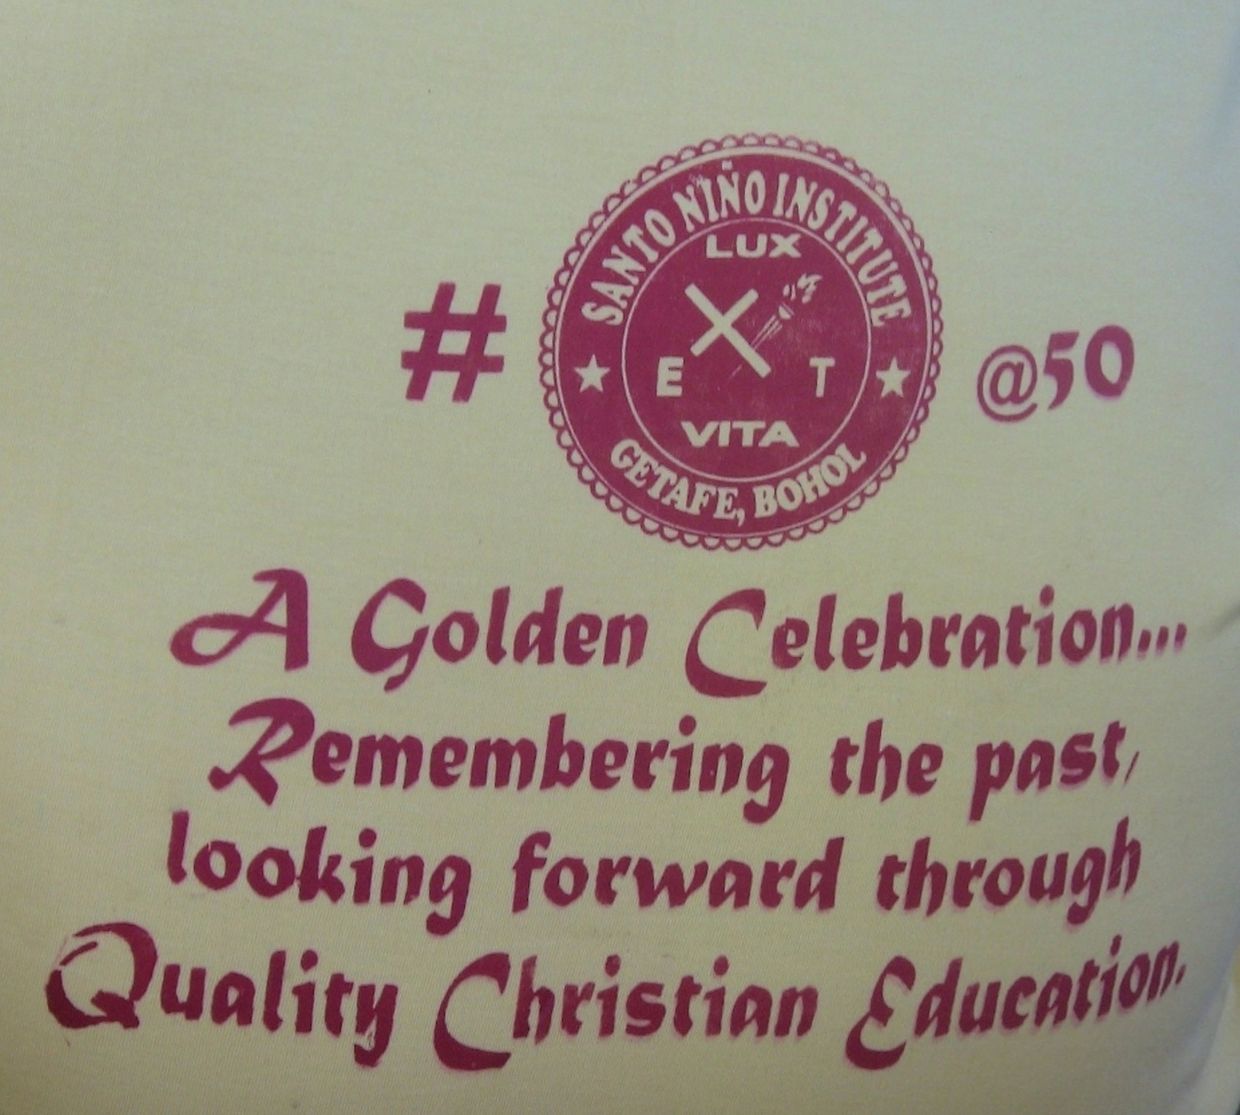 # @50
SANTO NIÑO INSTITUTE
LUX
E T
VITA
GETAFE, BOHOL
A Golden Celebration...
Remembering the past,
looking forward through
Quality Christian Education.